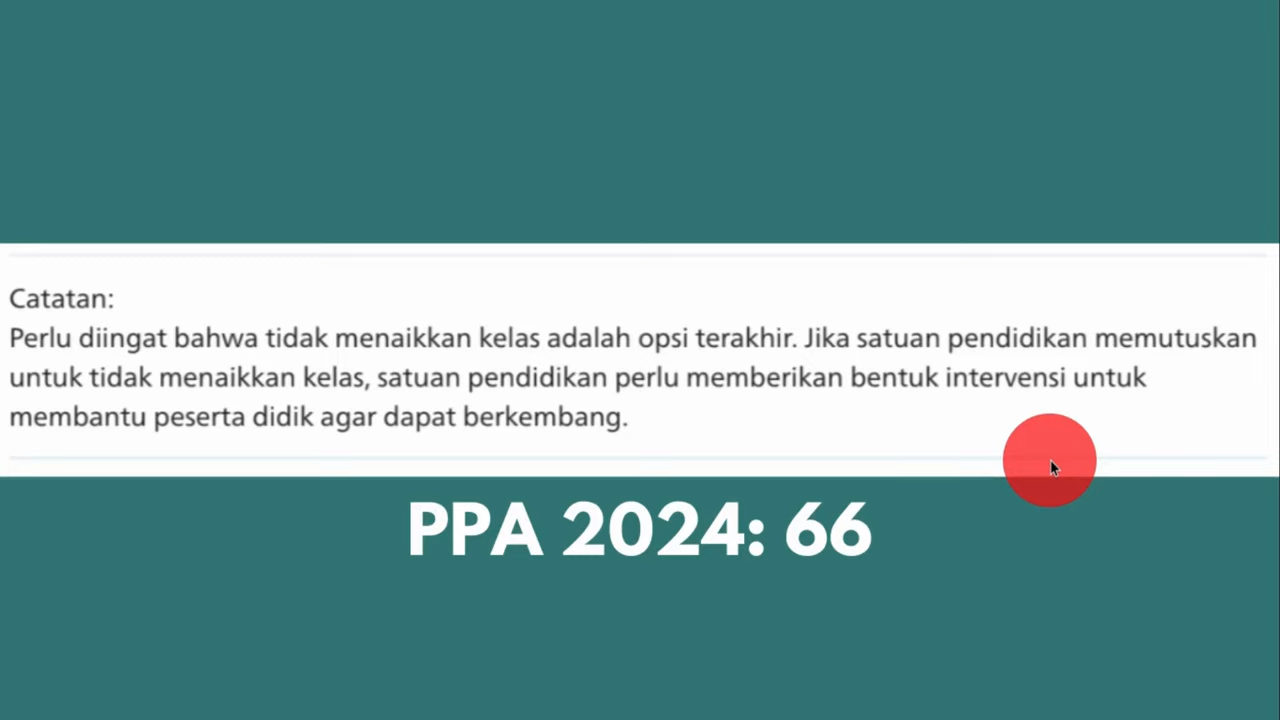 Catatan:
Perlu diingat bahwa tidak menaikkan kelas adalah opsi terakhir. Jika satuan pendidikan memutuskan
untuk tidak menaikkan kelas, satuan pendidikan perlu memberikan bentuk intervensi untuk
membantu peserta didik agar dapat berkembang.
PPA 2024: 66